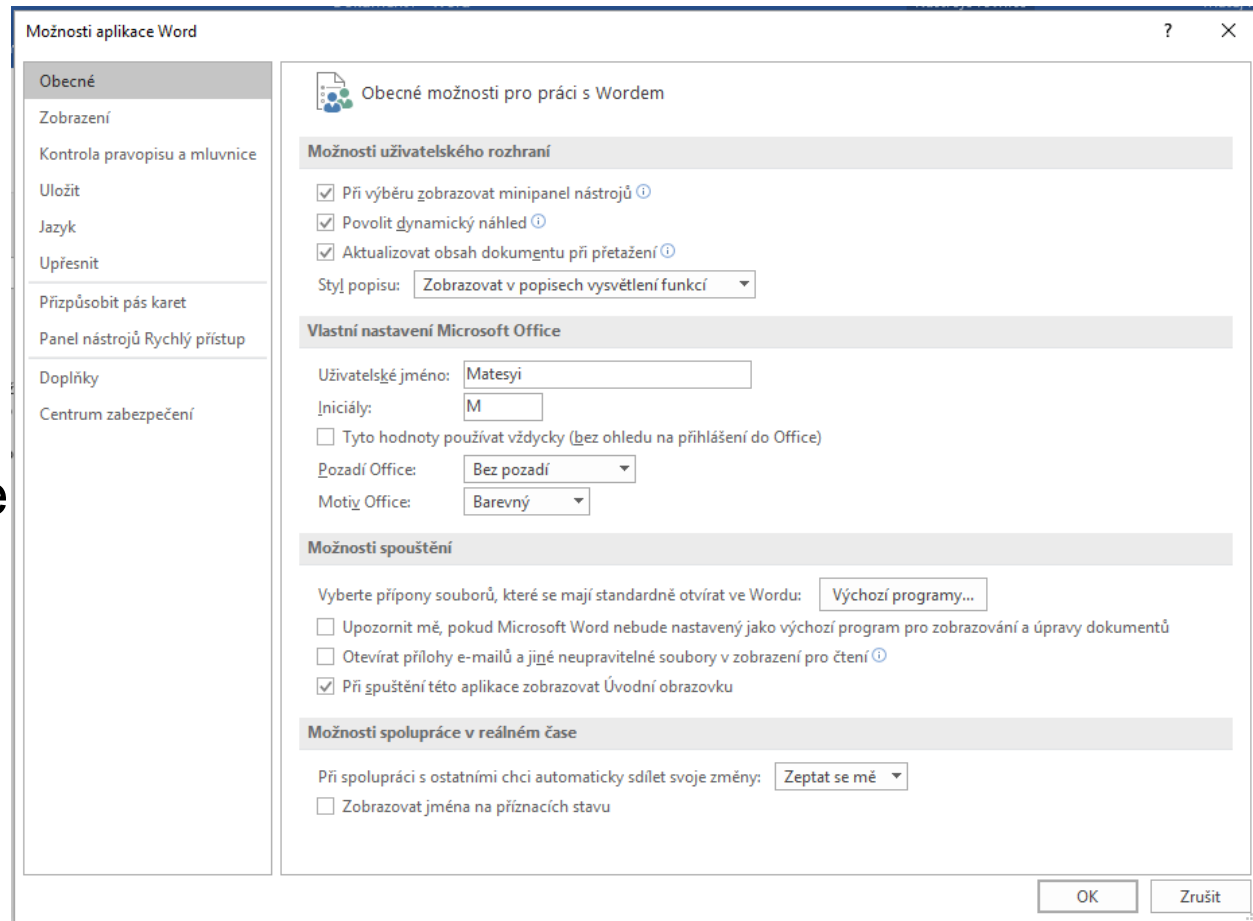 Možnosti aplikace Word
?
Obecné
Zobrazení
Kontrola pravopisu a mluvnice
Uložit
Jazyk
Upřesnit
Přizpůsobit pás karet
Panel nástrojů Rychlý přístup
Doplňky
Centrum zabezpečení
Obecné možnosti pro práci s Wordem
Možnosti uživatelského rozhraní
Při výběru zobrazovat minipanel nástrojů
Povolit dynamický náhled
Aktualizovat obsah dokumentu při přetažení
Styl popisu: Zobrazovat v popisech vysvětlení funkcí
Vlastní nastavení Microsoft Office
Uživatelské jméno: Matesyi
Iniciály: M
Tyto hodnoty používat vždycky (bez ohledu na přihlášení do Office)
Pozadí Office: Bez pozadí
Motiv Office: Barevný
Možnosti spouštění
Vyberte přípony souborů, které se mají standardně otvírat ve Wordu: Výchozí programy...
Upozornit mě, pokud Microsoft Word nebude nastavený jako výchozí program pro zobrazování a úpravy dokumentů
Otevírat přílohy e-mailů a jiné neupravitelné soubory v zobrazení pro čtení
Při spuštění této aplikace zobrazovat Úvodní obrazovku
Možnosti spolupráce v reálném čase
Při spolupráci s ostatními chci automaticky sdílet svoje změny: Zeptat se mě
Zobrazovat jména na příznacích stavu
OK Zrušit